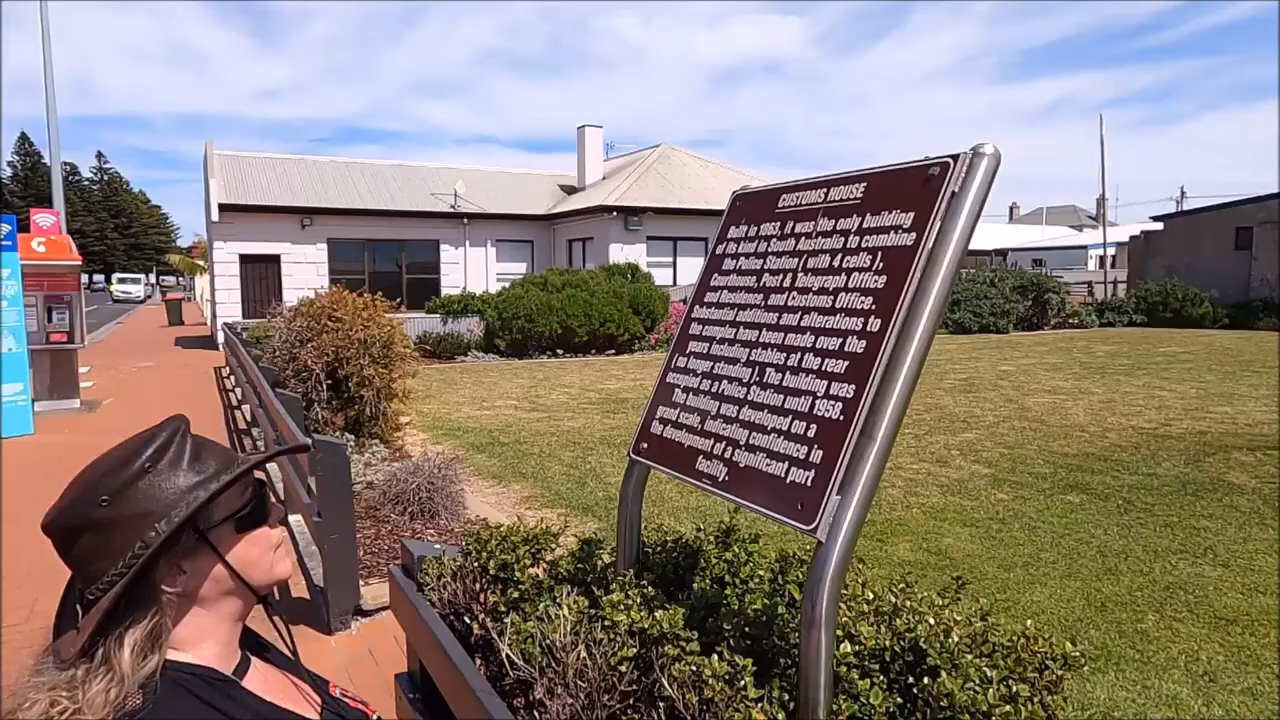 CUSTOMS HOUSE
Built in 1863, it was the only building
of its kind in South Australia to combine
the Police Station ( with 4 cells ),
Courthouse, Post & Telegraph Office
and Residence, and Customs Office.
Substantial additions and alterations to
the complex have been made over the
years including stables at the rear
( no longer standing ). The building was
occupied as a Police Station until 1958.
The building was developed on a
grand scale, indicating confidence in
the development of a significant port
facility.